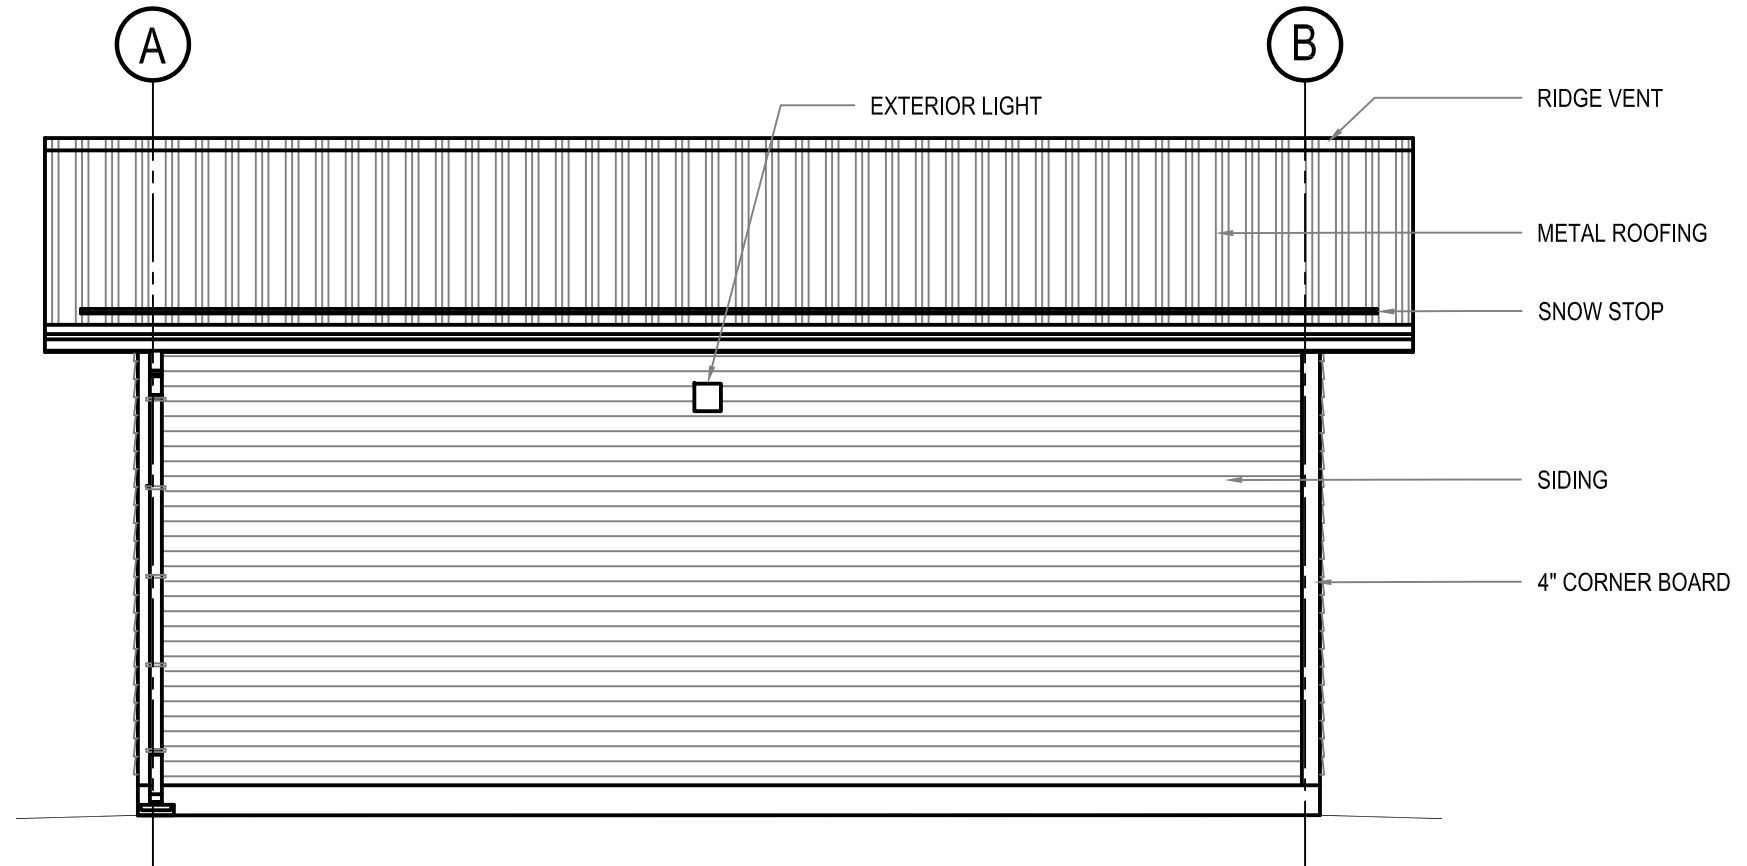 A
B
EXTERIOR LIGHT
RIDGE VENT
METAL ROOFING
SNOW STOP
SIDING
4" CORNER BOARD